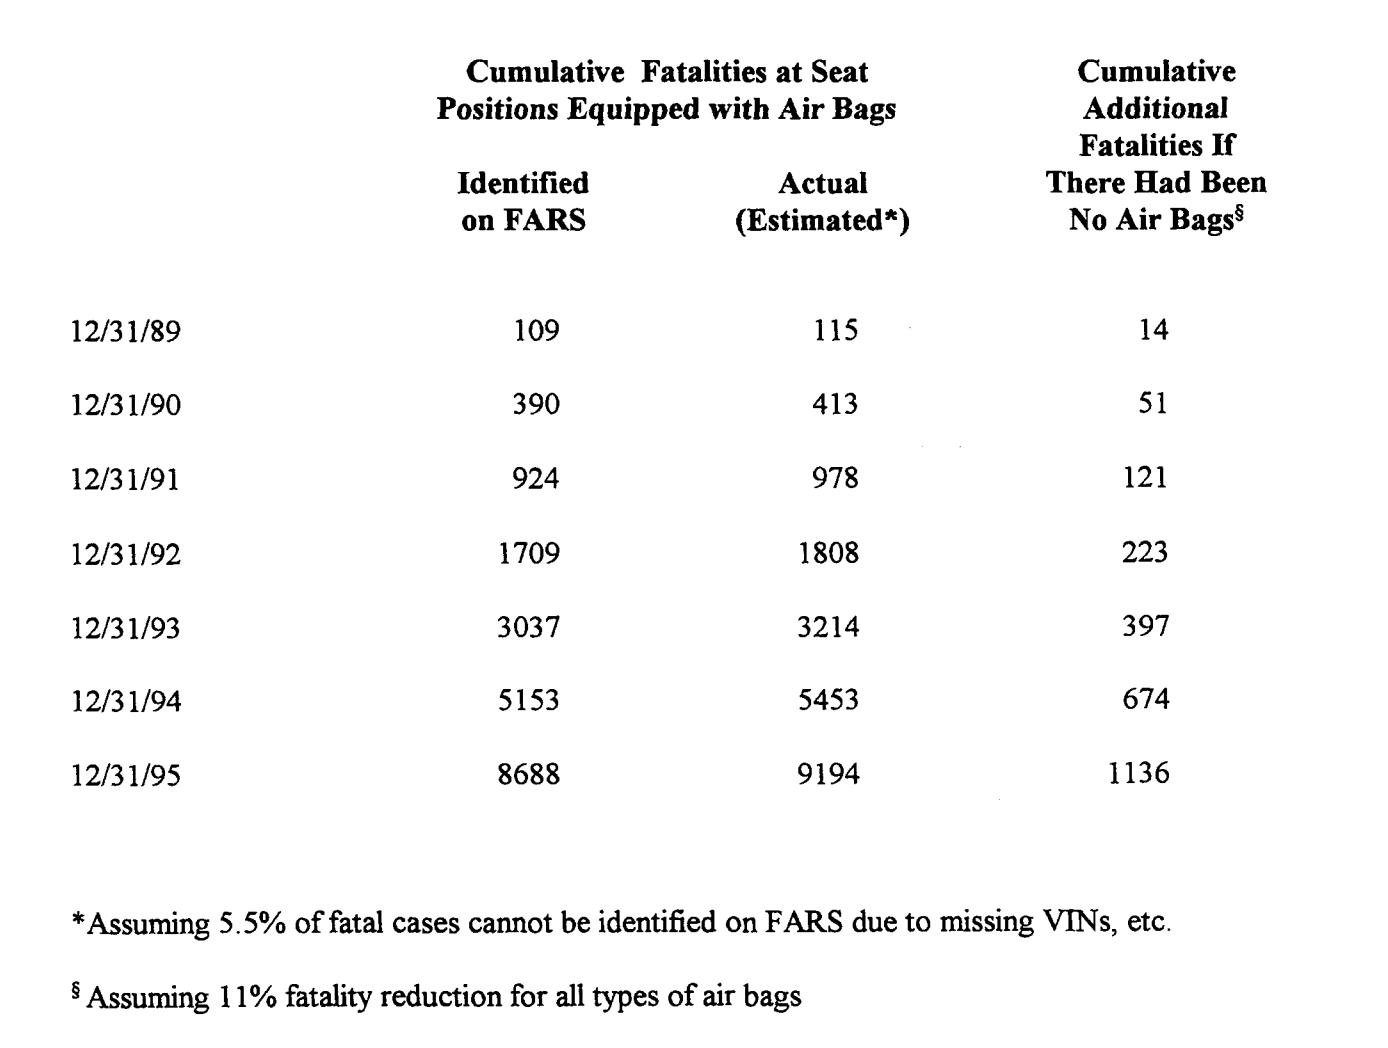 Cumulative Fatalities at Seat Cumulative
Positions Equipped with Air Bags Additional
Fatalities If
Identified Actual There Had Been
on FARS (Estimated*) No Air Bags§
12/31/89 109 115 14
12/31/90 390 413 51
12/31/91 924 978 121
12/31/92 1709 1808 223
12/31/93 3037 3214 397
12/31/94 5153 5453 674
12/31/95 8688 9194 1136
*Assuming 5.5% of fatal cases cannot be identified on FARS due to missing VINs, etc.
§ Assuming 11% fatality reduction for all types of air bags